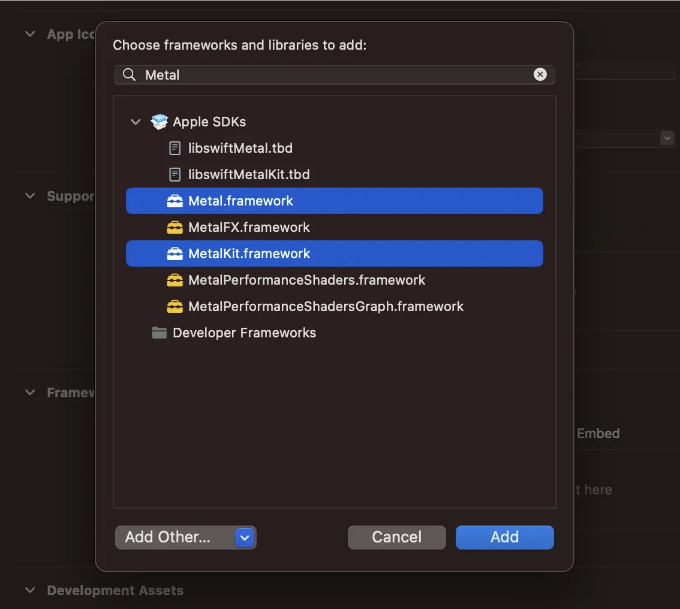 App Ico
Choose frameworks and libraries to add:
Metal
Apple SDKs
libswiftMetal.tbd
libswiftMetalKit.tbd
Suppor
Metal.framework
MetalFX.framework
MetalKit.framework
MetalPerformanceShaders.framework
MetalPerformanceShadersGraph.framework
Developer Frameworks
Framew
Embed
t here
Add Other...
Cancel
Add
Development Assets